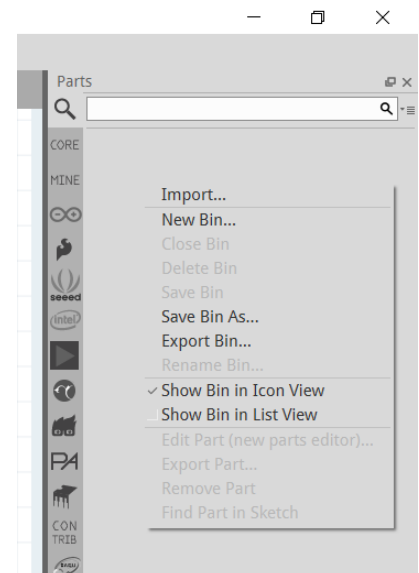 Parts
CORE
MINE
seeed
intel
Import...
New Bin...
Close Bin
Delete Bin
Save Bin
Save Bin As...
Export Bin...
Rename Bin...
Show Bin in Icon View
Show Bin in List View
Edit Part (new parts editor)...
Export Part...
Remove Part
Find Part in Sketch
PA
CON
TRIB